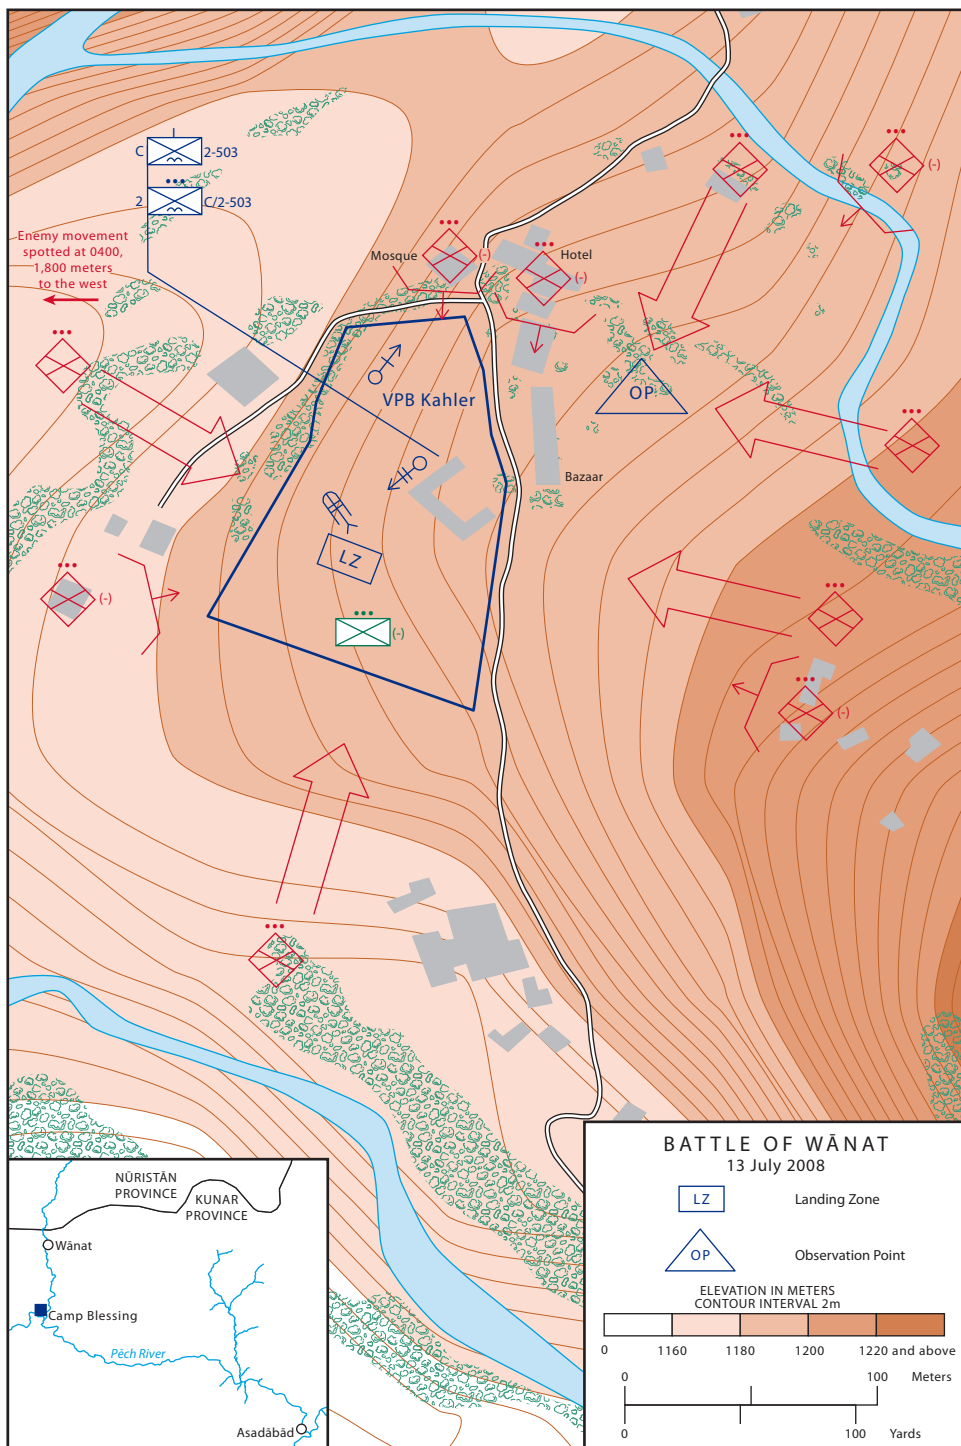 C
2-503
2
C/2-503
Enemy movement
spotted at 0400,
1,800 meters
to the west
(-)
Mosque
(-)
Hotel
(-)
VPB Kahler
OP
Bazaar
LZ
(-)
(-)
(-)
NŪRISTĀN
PROVINCE
KUNAR
PROVINCE
Wānat
Camp Blessing
Pēch River
Asadābād
BATTLE OF WĀNAT
13 July 2008
LZ
Landing Zone
OP
Observation Point
ELEVATION IN METERS
CONTOUR INTERVAL 2m
0 1160 1180 1200 1220 and above
0 100 Meters
0 100 Yards